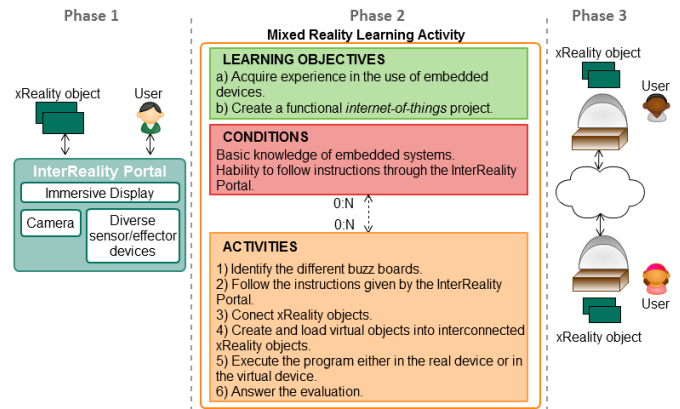 Phase 1
Phase 2
Phase 3
Mixed Reality Learning Activity
xReality object
User
InterReality Portal
Immersive Display
Camera
Diverse
sensor/effector
devices
LEARNING OBJECTIVES
a) Acquire experience in the use of embedded
devices.
b) Create a functional internet-of-things project.
CONDITIONS
Basic knowledge of embedded systems.
Hability to follow instructions through the InterReality
Portal.
0:N
0:N
ACTIVITIES
1) Identify the different buzz boards.
2) Follow the instructions given by the InterReality
Portal.
3) Conect xReality objects.
4) Create and load virtual objects into interconnected
xReality objects.
5) Execute the program either in the real device or in
the virtual device.
6) Answer the evaluation.
xReality object
User
User
xReality object